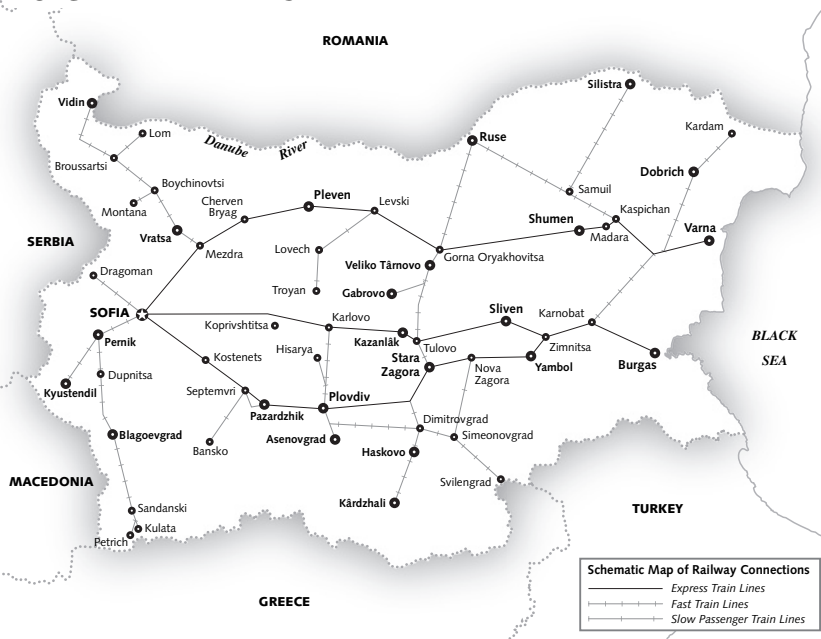 ROMANIA
Silistra
Vidin
Lom
Danube
River
Ruse
Kardam
Broussartsi
Dobrich
Boychinovtsi
Samuil
Montana
Cherven
Bryag
Pleven
Levski
Kaspichan
Shumen
Madara
Varna
Vratsa
SERBIA
Mezdra
Lovech
Gorna Oryakhovitsa
Veliko Târnovo
Dragoman
Troyan
Gabrovo
SOFIA
Koprivshtitsa
Karlovo
Sliven
Karnobat
Pernik
Kazanlâk
BLACK
SEA
Hisarya
Tulovo
Zimnitsa
Kostenets
Stara
Zagora
Nova
Zagora
Yambol
Burgas
Dupnitsa
Kyustendil
Septemvri
Plovdiv
Pazardzhik
Dimitrovgrad
Blagoevgrad
Asenovgrad
Simeonovgrad
Bansko
Haskovo
MACEDONIA
Svilengrad
Kârdzhali
Sandanski
TURKEY
Kulata
Petrich
GREECE
Schematic Map of Railway Connections
Express Train Lines
Fast Train Lines
Slow Passenger Train Lines